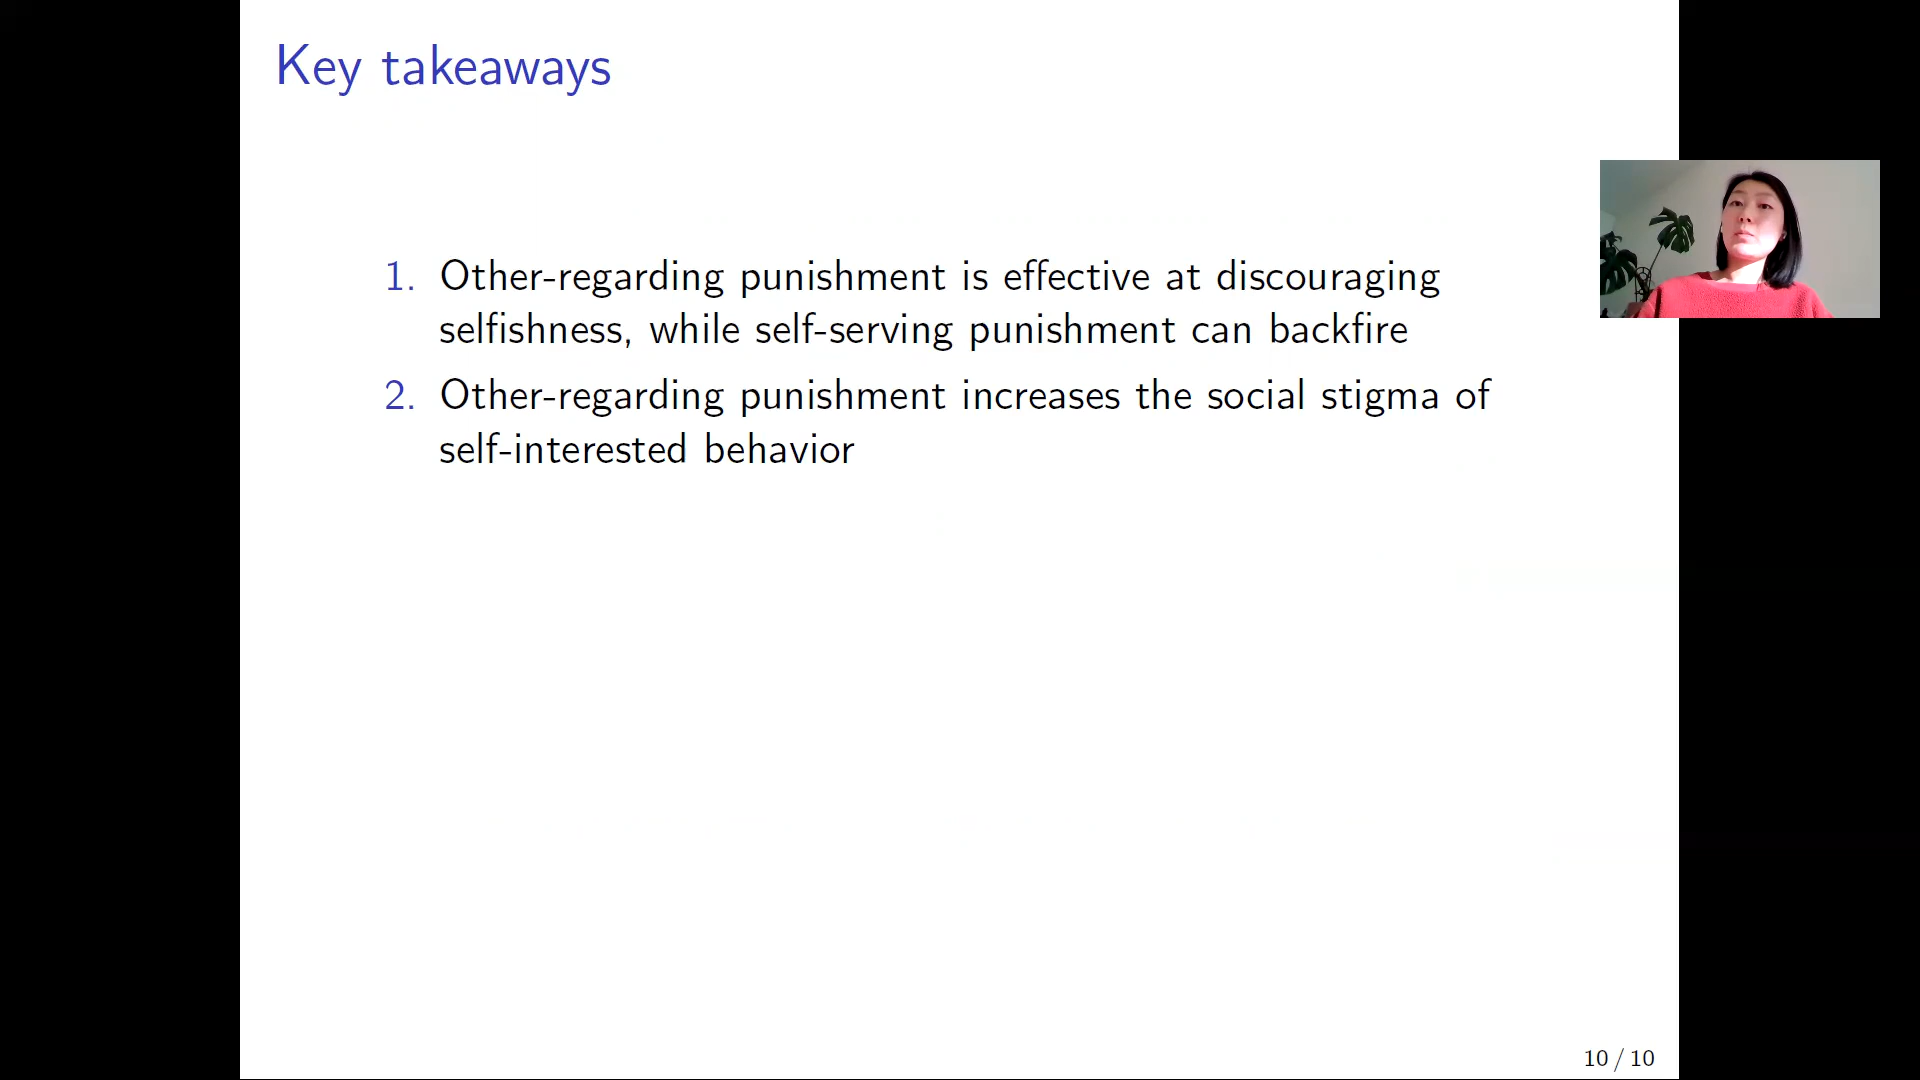 Key takeaways
1. Other-regarding punishment is effective at discouraging
selfishness, while self-serving punishment can backfire
2. Other-regarding punishment increases the social stigma of
self-interested behavior
10 / 10